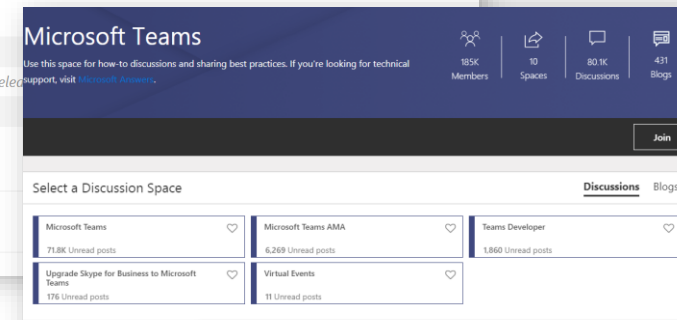 Microsoft Teams
Use this space for how-to discussions and sharing best practices. If you're looking for technical
support, visit Microsoft Answers.
185K
Members
10
Spaces
80.1K
Discussions
431
Blogs
Join
Select a Discussion Space
Discussions
Blogs
Microsoft Teams
71.8K Unread posts
Microsoft Teams AMA
6,269 Unread posts
Teams Developer
1,860 Unread posts
Upgrade Skype for Business to Microsoft
Teams
176 Unread posts
Virtual Events
11 Unread posts